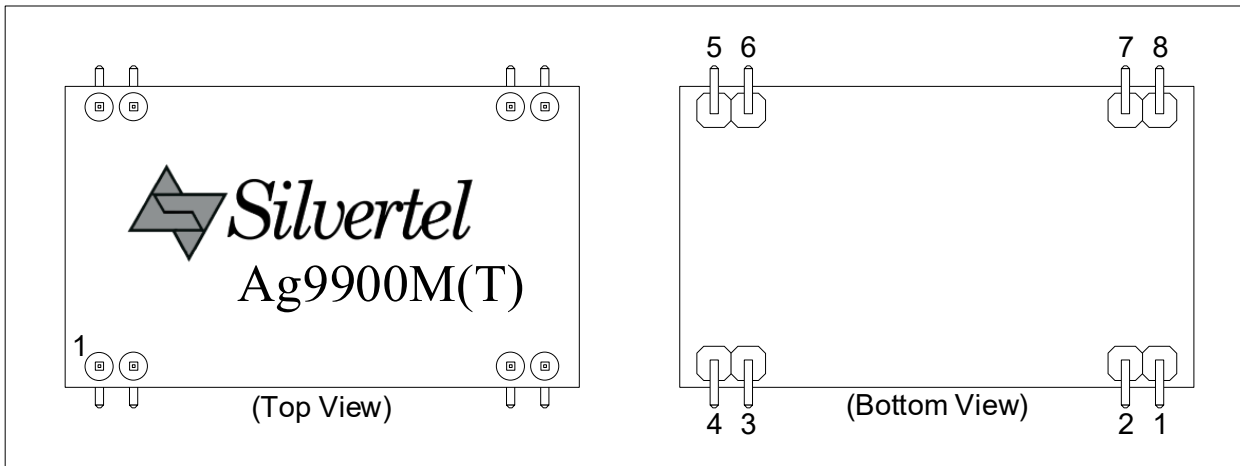 5 6 7 8
Silvertel
Ag9900M(T)
1
(Top View)
(Bottom View)
4 3 2 1